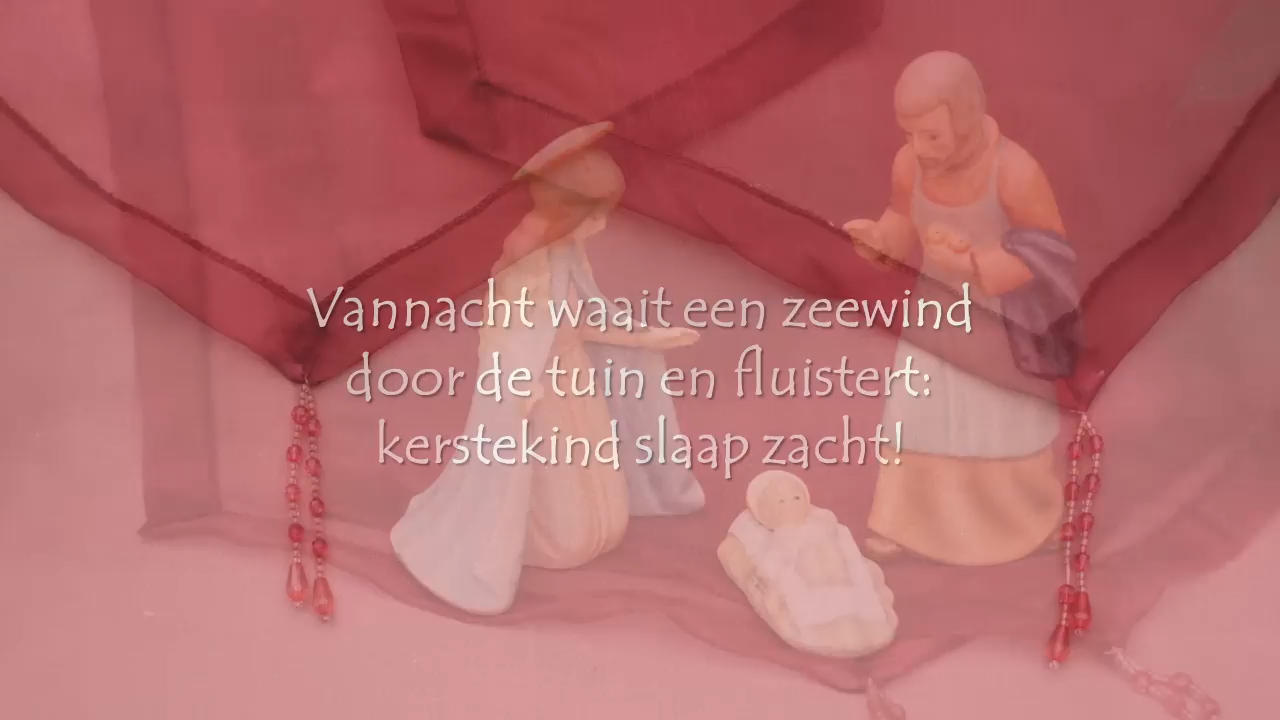 Vannacht waait een zeewind
door de tuin en fluistert:
kerstekind slaap zacht!